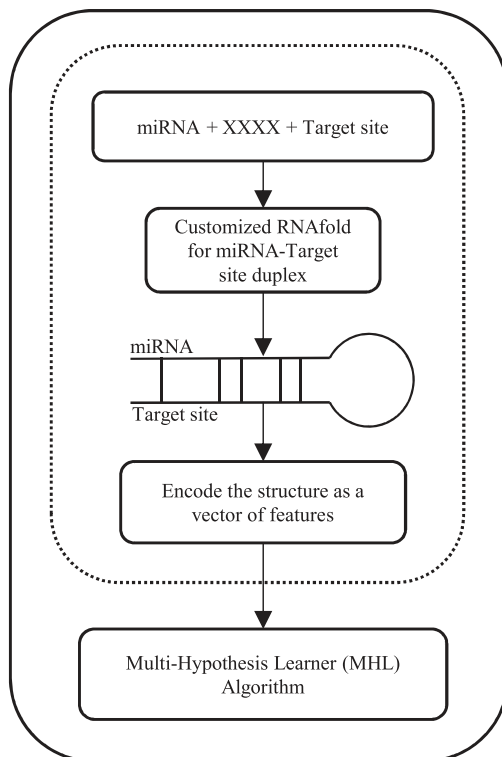 miRNA + XXXX + Target site
Customized RNAfold
for miRNA-Target
site duplex
miRNA
Target site
Encode the structure as a
vector of features
Multi-Hypothesis Learner (MHL)
Algorithm